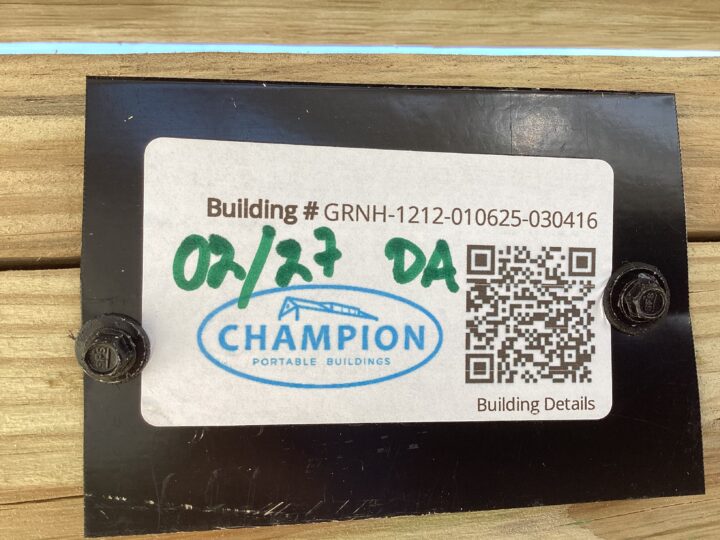 Building # GRNH-1212-010625-030416
02/27 DA
CHAMPION
PORTABLE BUILDINGS
Building Details